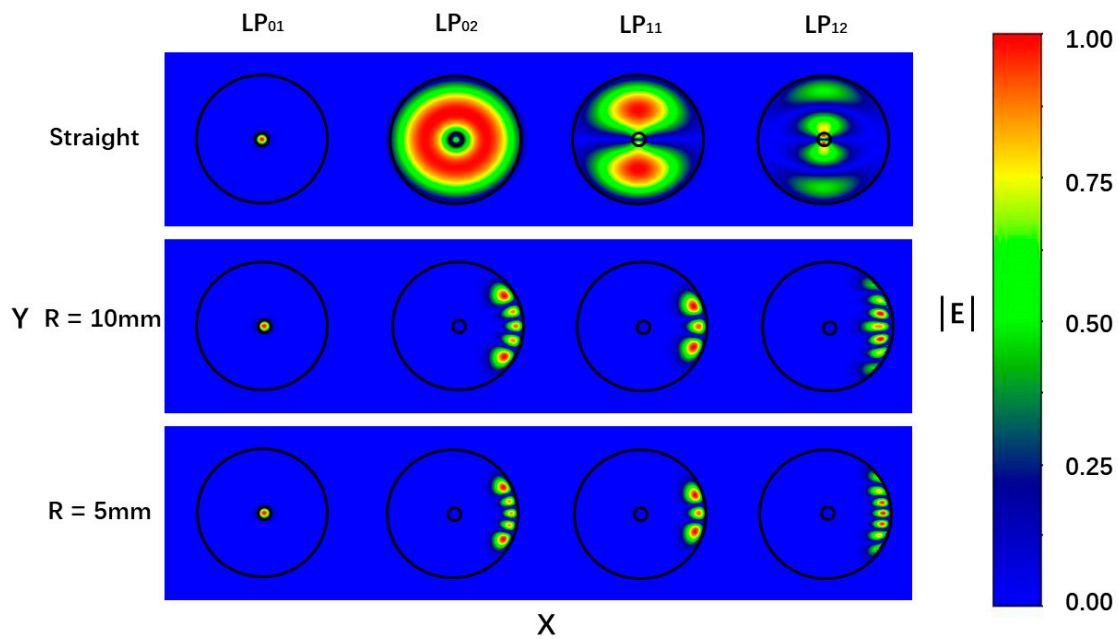 LP₀₁ LP₀₂ LP₁₁ LP₁₂
1.00
Straight
0.75
Y R = 10mm |E| 0.50
0.25
R = 5mm
0.00
X